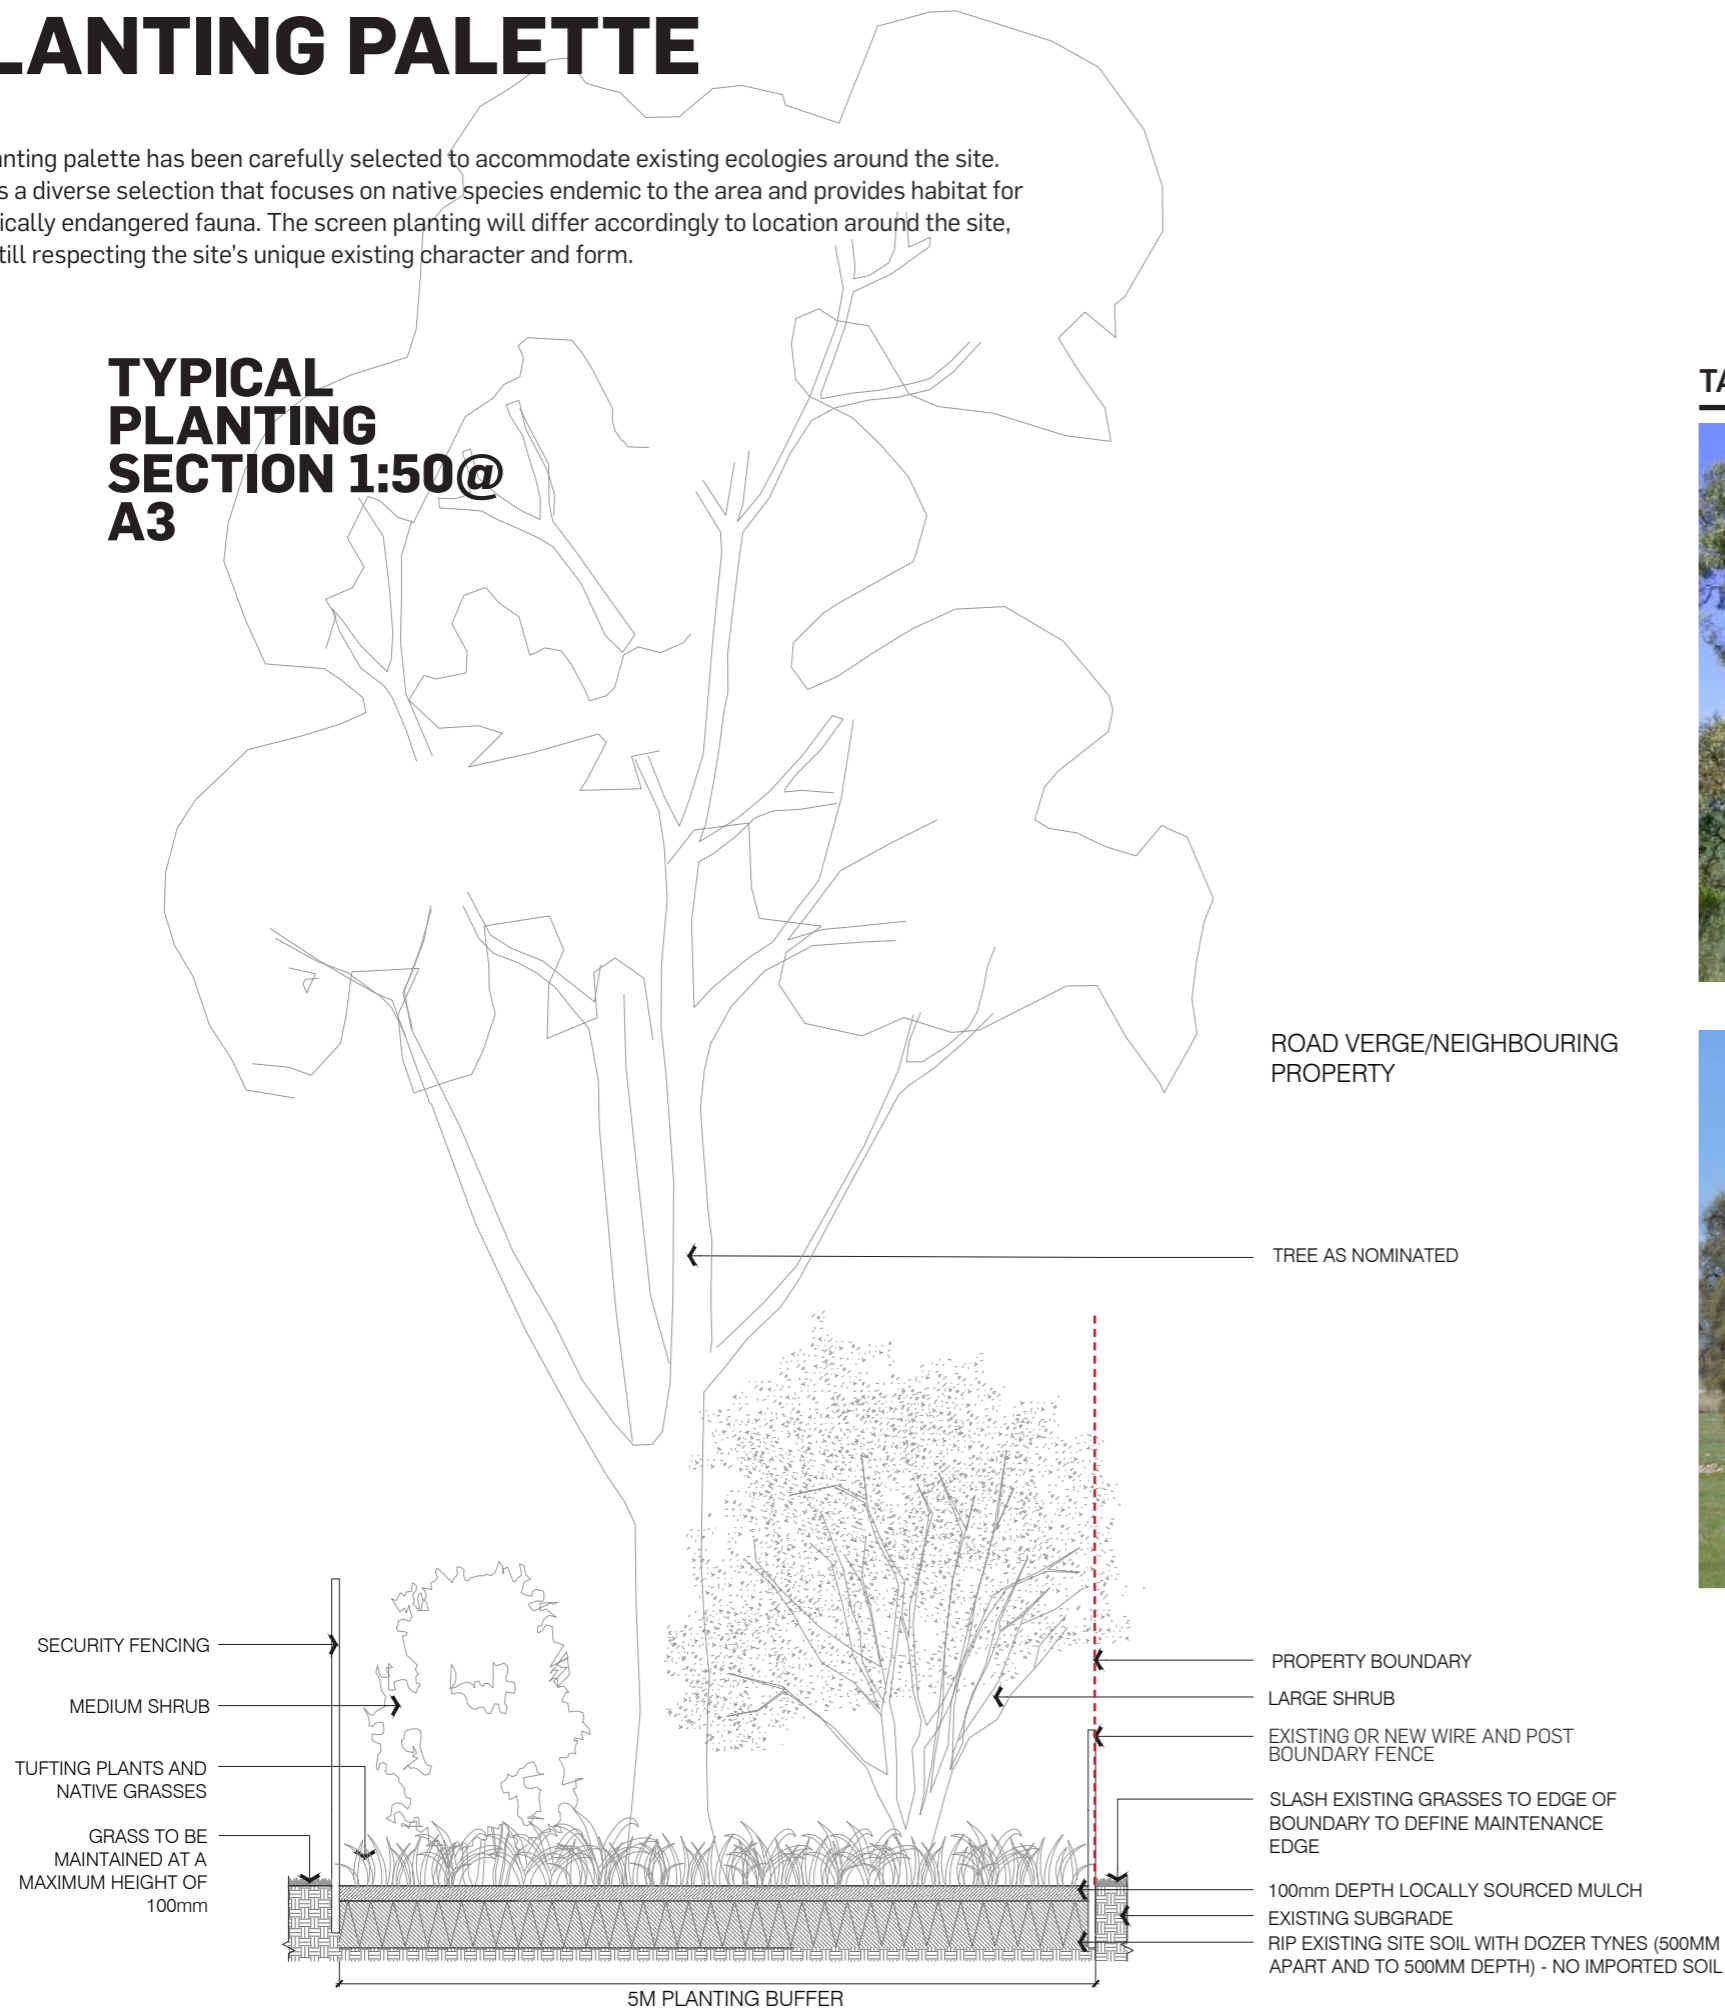 LANTING PALETTE
anting palette has been carefully selected to accommodate existing ecologies around the site.
s a diverse selection that focuses on native species endemic to the area and provides habitat for
ically endangered fauna. The screen planting will differ accordingly to location around the site,
till respecting the site's unique existing character and form.
TYPICAL
PLANTING
SECTION 1:50@
A3
TA
ROAD VERGE/NEIGHBOURING
PROPERTY
TREE AS NOMINATED
SECURITY FENCING
MEDIUM SHRUB
TUFTING PLANTS AND
NATIVE GRASSES
GRASS TO BE
MAINTAINED AT A
MAXIMUM HEIGHT OF
100mm
PROPERTY BOUNDARY
LARGE SHRUB
EXISTING OR NEW WIRE AND POST
BOUNDARY FENCE
SLASH EXISTING GRASSES TO EDGE OF
BOUNDARY TO DEFINE MAINTENANCE
EDGE
100mm DEPTH LOCALLY SOURCED MULCH
EXISTING SUBGRADE
RIP EXISTING SITE SOIL WITH DOZER TYNES (500MM
APART AND TO 500MM DEPTH) - NO IMPORTED SOIL
5M PLANTING BUFFER